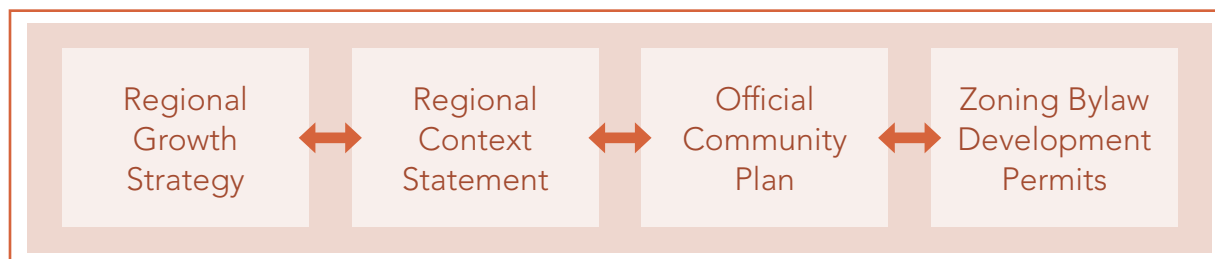 Regional
Growth
Strategy
Regional
Context
Statement
Official
Community
Plan
Zoning Bylaw
Development
Permits